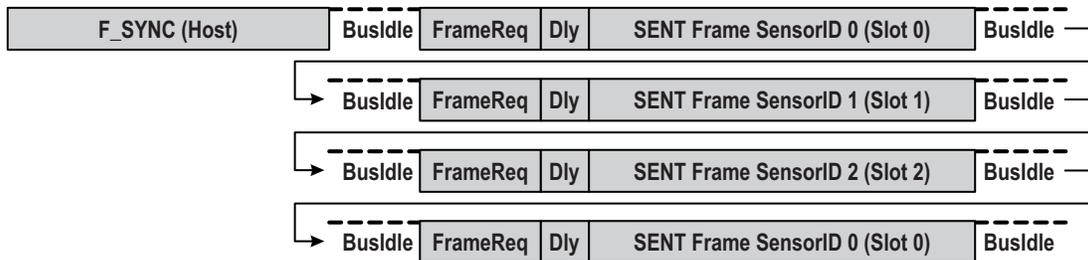 F_SYNC (Host) BusIdle FrameReq Dly SENT Frame SensorID 0 (Slot 0) BusIdle
BusIdle FrameReq Dly SENT Frame SensorID 1 (Slot 1) BusIdle
BusIdle FrameReq Dly SENT Frame SensorID 2 (Slot 2) BusIdle
BusIdle FrameReq Dly SENT Frame SensorID 0 (Slot 0) BusIdle